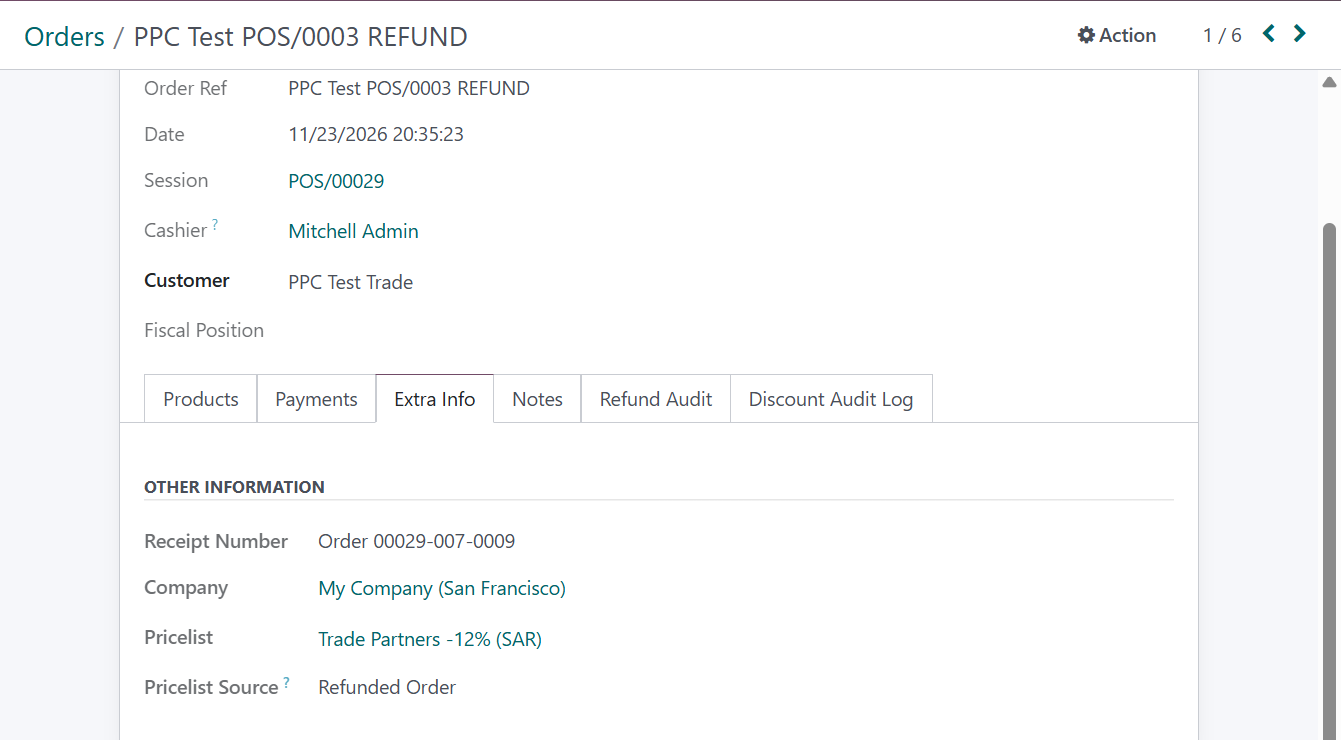 Orders / PPC Test POS/0003 REFUND
Action
1 / 6
Order Ref PPC Test POS/0003 REFUND
Date 11/23/2026 20:35:23
Session POS/00029
Cashier ? Mitchell Admin
Customer PPC Test Trade
Fiscal Position
Products Payments Extra Info Notes Refund Audit Discount Audit Log
OTHER INFORMATION
Receipt Number Order 00029-007-0009
Company My Company (San Francisco)
Pricelist Trade Partners -12% (SAR)
Pricelist Source ? Refunded Order